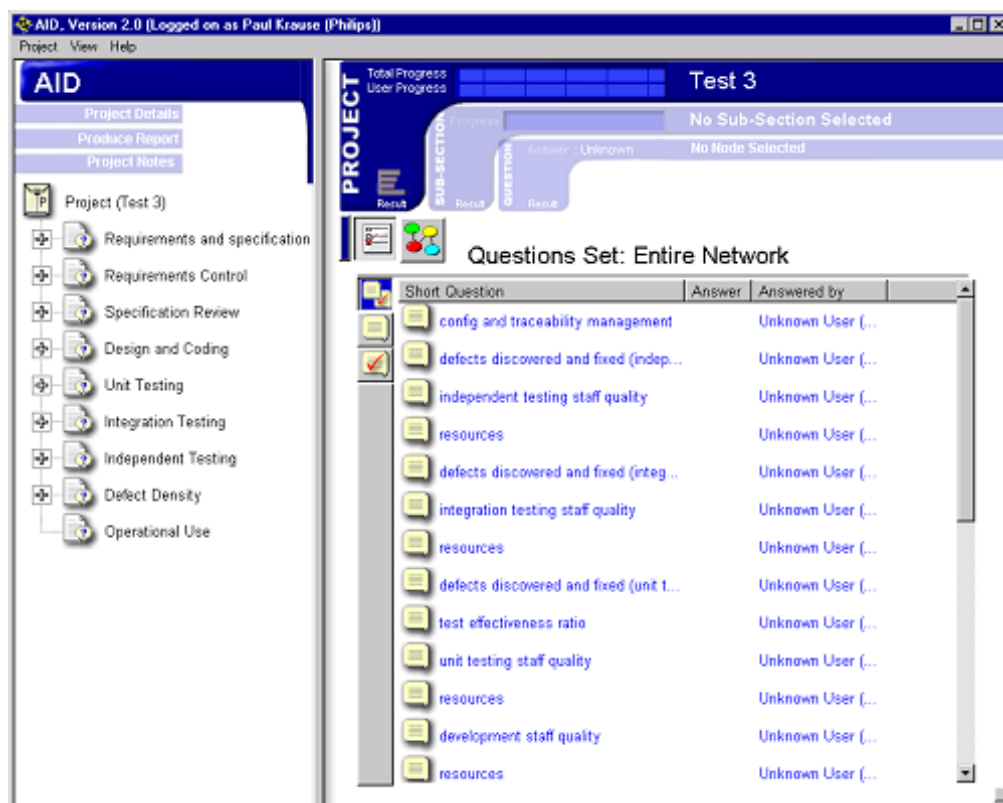 AID, Version 2.0 (Logged on as Paul Krause (Philips))
Project View Help
AID
Project Details
Produce Report
Project Notes
Project (Test 3)
Requirements and specification
Requirements Control
Specification Review
Design and Coding
Unit Testing
Integration Testing
Independent Testing
Defect Density
Operational Use
PROJECT
Total Progress
User Progress
Test 3
Result
SUB-SECTION
Progress
No Sub-Section Selected
Result
QUESTION
Answer : Unknown
No Node Selected
Result
Questions Set: Entire Network
Short Question Answer Answered by
config and traceability management Unknown User (...
defects discovered and fixed (indep... Unknown User (...
independent testing staff quality Unknown User (...
resources Unknown User (...
defects discovered and fixed (integ... Unknown User (...
integration testing staff quality Unknown User (...
resources Unknown User (...
defects discovered and fixed (unit t... Unknown User (...
test effectiveness ratio Unknown User (...
unit testing staff quality Unknown User (...
resources Unknown User (...
development staff quality Unknown User (...
resources Unknown User (...